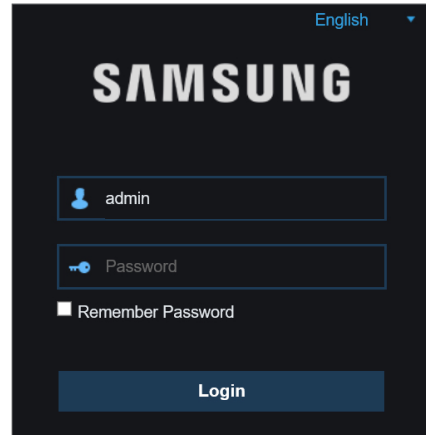 English
SAMSUNG
admin
Password
Remember Password
Login